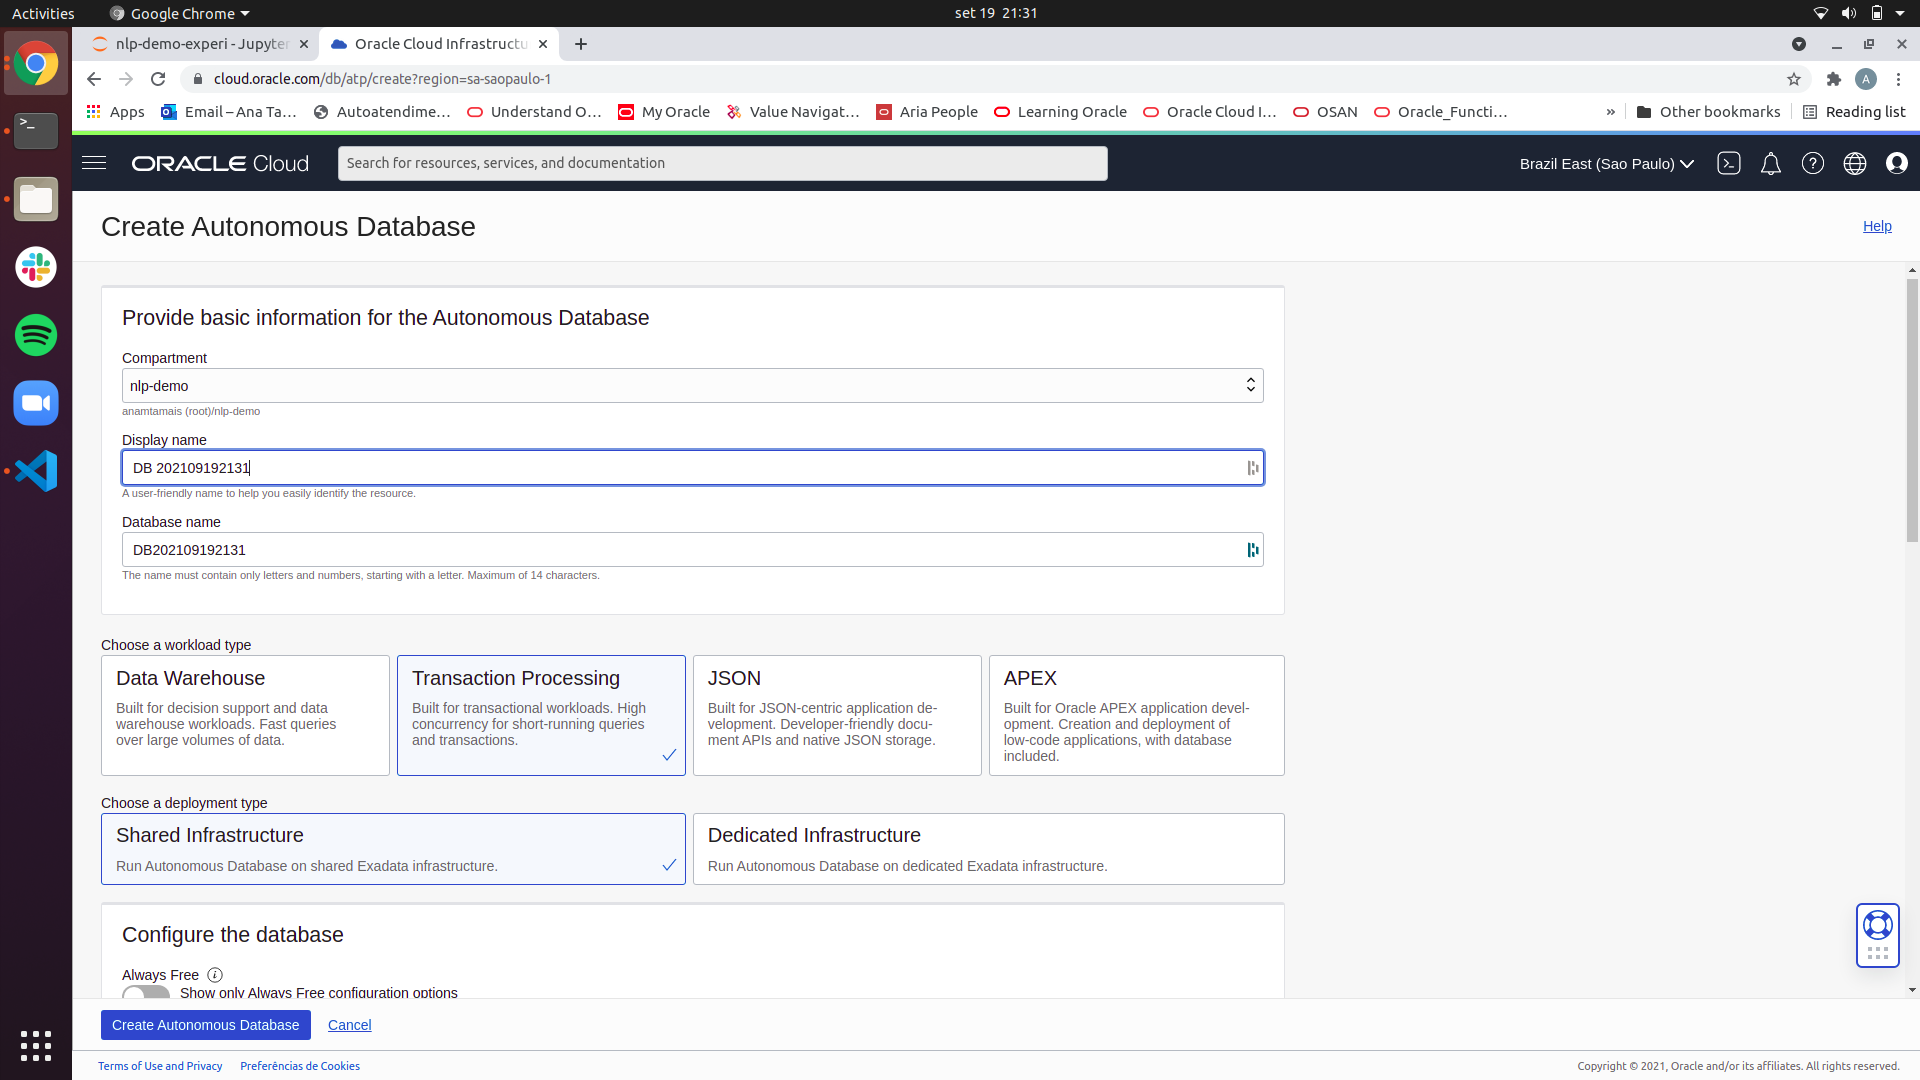 Activities
Google Chrome
set 19 21:31
nlp-demo-experi - Jupyter
Oracle Cloud Infrastructu
cloud.oracle.com/db/atp/create?region=sa-saopaulo-1
A
Apps
Email – Ana Ta…
Autoatendime…
Understand O…
My Oracle
Value Navigat…
Aria People
Learning Oracle
Oracle Cloud I…
OSAN
Oracle_Functi…
»
Other bookmarks
Reading list
ORACLE Cloud
Search for resources, services, and documentation
Brazil East (Sao Paulo)
Create Autonomous Database
Help
Provide basic information for the Autonomous Database
Compartment
nlp-demo
anamtamais (root)/nlp-demo
Display name
DB 202109192131
A user-friendly name to help you easily identify the resource.
Database name
DB202109192131
The name must contain only letters and numbers, starting with a letter. Maximum of 14 characters.
Choose a workload type
Data Warehouse
Built for decision support and data
warehouse workloads. Fast queries
over large volumes of data.
Transaction Processing
Built for transactional workloads. High
concurrency for short-running queries
and transactions.
JSON
Built for JSON-centric application de-
velopment. Developer-friendly docu-
ment APIs and native JSON storage.
APEX
Built for Oracle APEX application devel-
opment. Creation and deployment of
low-code applications, with database
included.
Choose a deployment type
Shared Infrastructure
Run Autonomous Database on shared Exadata infrastructure.
Dedicated Infrastructure
Run Autonomous Database on dedicated Exadata infrastructure.
Configure the database
Always Free
Show only Always Free configuration options
Create Autonomous Database
Cancel
Terms of Use and Privacy
Preferências de Cookies
Copyright © 2021, Oracle and/or its affiliates. All rights reserved.